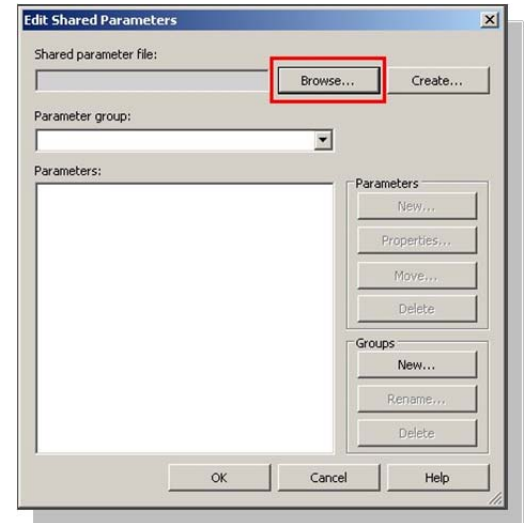 Edit Shared Parameters
Shared parameter file:
Browse... Create...
Parameter group:
Parameters:
Parameters
New...
Properties...
Move...
Delete
Groups
New...
Rename...
Delete
OK Cancel Help